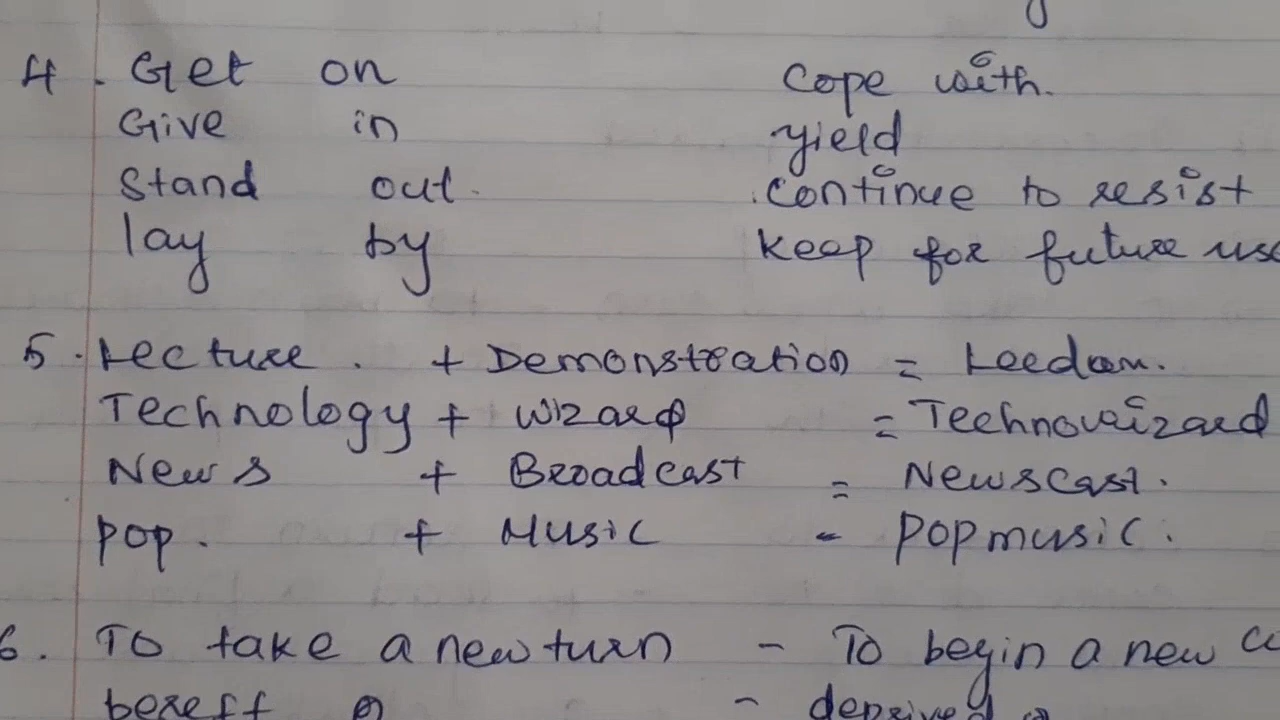 4. Get on Cope with.
Give in yield
Stand out. continue to resist
lay by keep for future use
5. Lecture. + Demonstration = Leedem.
Technology + Wizard = Technowizard
News + Broadcast = Newscast.
Pop. + Music - Popmusic.
6. To take a new turn - To begin a new
bereft - deprived